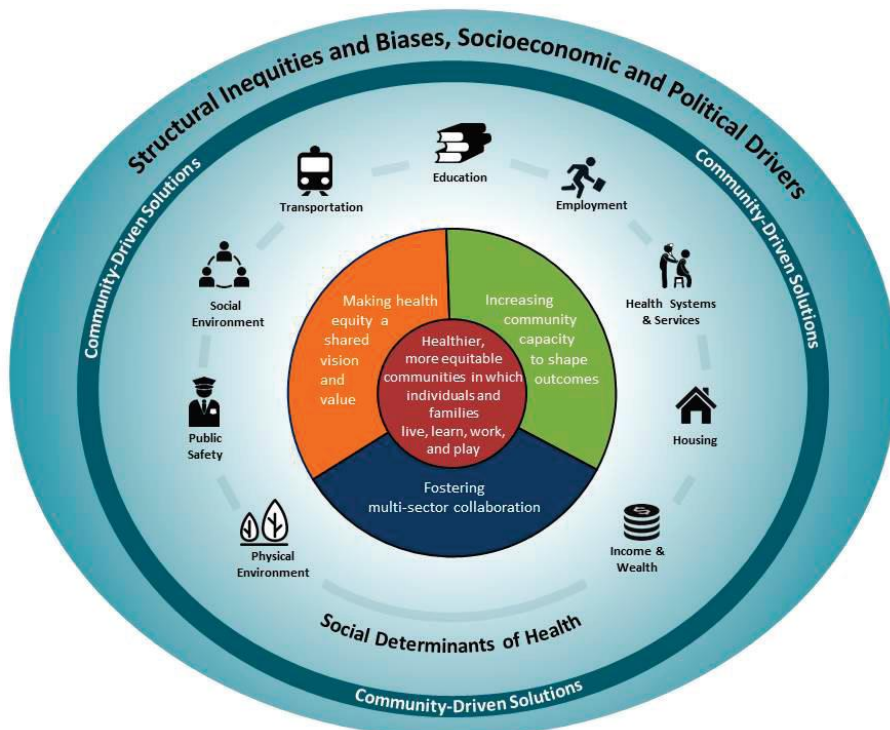 Structural Inequities and Biases, Socioeconomic and Political Drivers
Community-Driven Solutions
Community-Driven Solutions
Education
Transportation
Employment
Social
Environment
Health Systems
& Services
Public
Safety
Housing
Physical
Environment
Income &
Wealth
Making health
equity a
shared
vision
and
value
Increasing
community
capacity
to shape
outcomes
Healthier,
more equitable
communities in which
individuals and
families
live, learn, work,
and play
Fostering
multi-sector collaboration
Social Determinants of Health
Community-Driven Solutions